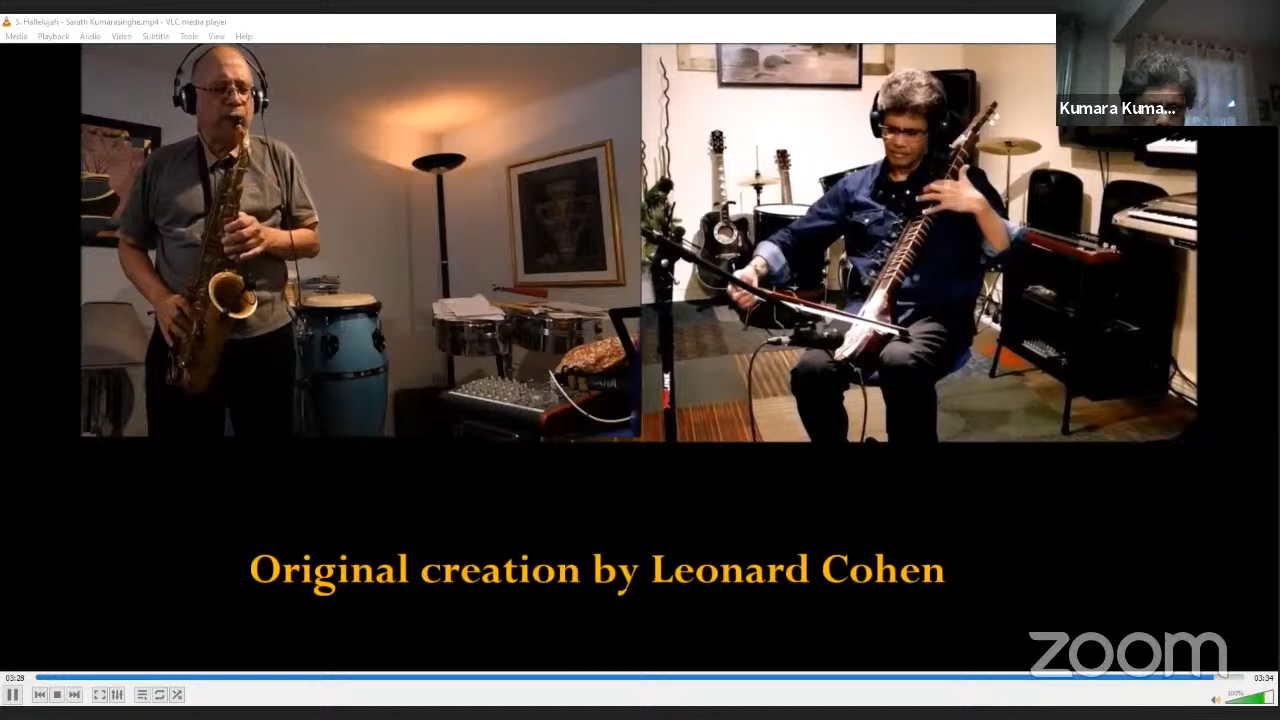 5. Hallelujah - Sarath Kumarasinghe.mp4 - VLC media player
Media Playback Audio Video Subtitle Tools View Help
Kumara Kuma...
Original creation by Leonard Cohen
zoom
03:29
03:34
100%